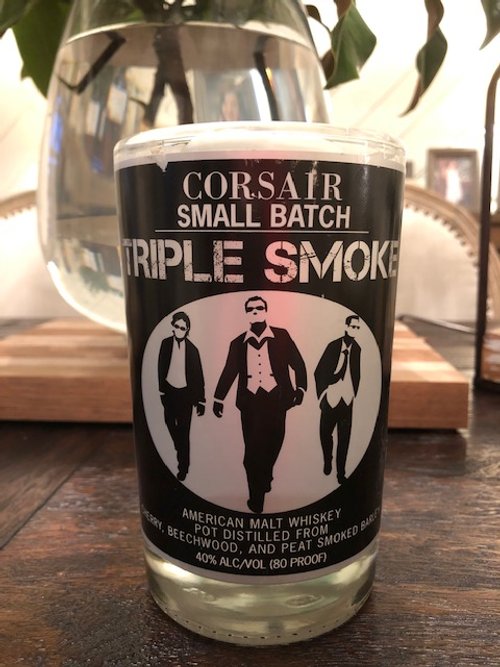 CORSAIR
SMALL BATCH
TRIPLE SMOKE
AMERICAN MALT WHISKEY
POT DISTILLED FROM
BEECHWOOD, AND PEAT SMOKED BARLEY
40% ALC/VOL (80 PROOF)